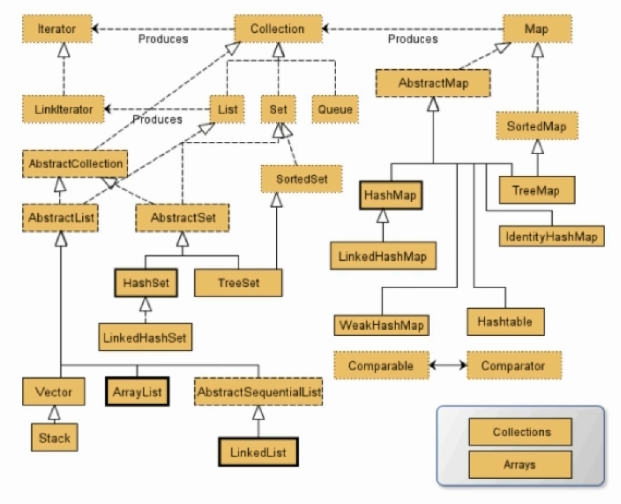 Iterator
Collection
Map
Produces
Produces
LinkIterator
List
Set
Queue
AbstractMap
Produces
SortedMap
AbstractCollection
SortedSet
HashMap
TreeMap
AbstractList
AbstractSet
IdentityHashMap
LinkedHashMap
HashSet
TreeSet
WeakHashMap
Hashtable
LinkedHashSet
Comparable
Comparator
Vector
ArrayList
AbstractSequentialList
Stack
LinkedList
Collections
Arrays